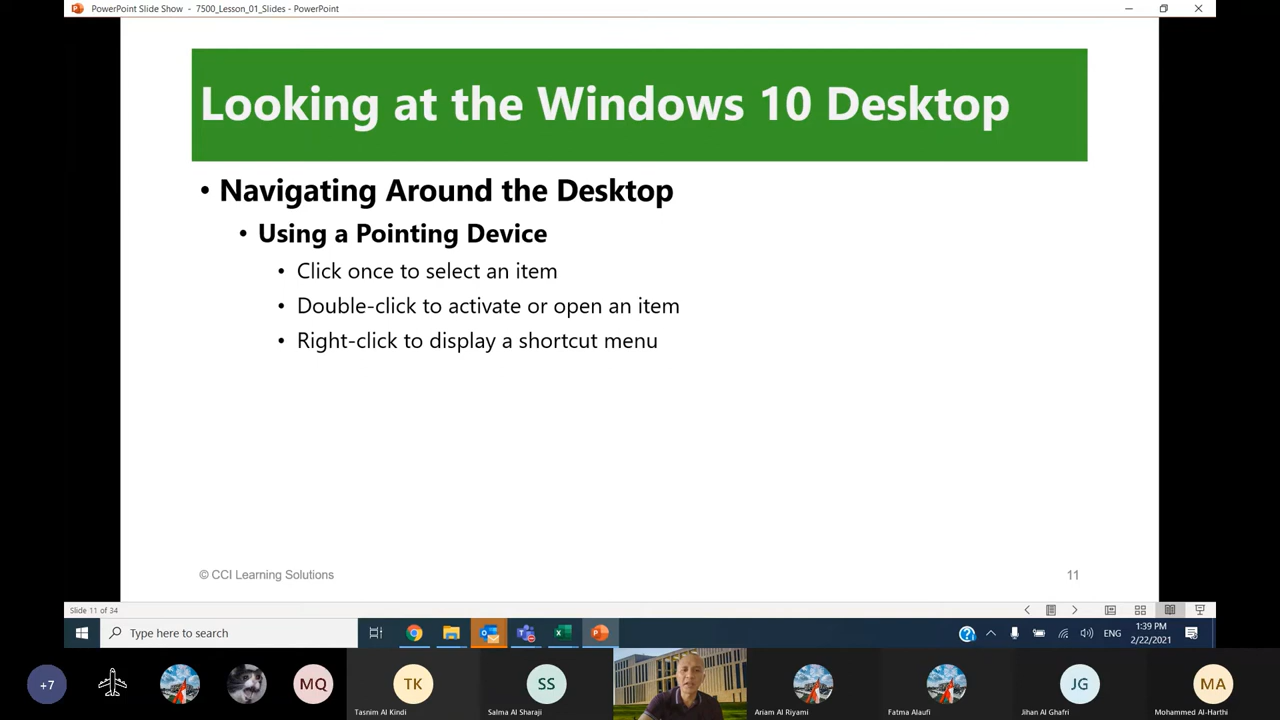 PowerPoint Slide Show - 7500_Lesson_01_Slides - PowerPoint
Looking at the Windows 10 Desktop
• Navigating Around the Desktop
• Using a Pointing Device
• Click once to select an item
• Double-click to activate or open an item
• Right-click to display a shortcut menu
© CCI Learning Solutions
11
Slide 11 of 34
Type here to search
ENG
1:39 PM
2/22/2021
+7
MQ
TK
SS
JG
MA
Tasnim Al Kindi
Salma Al Sharaji
Ariam Al Riyami
Fatma Alaufi
Jihan Al Ghafri
Mohammed Al-Harthi